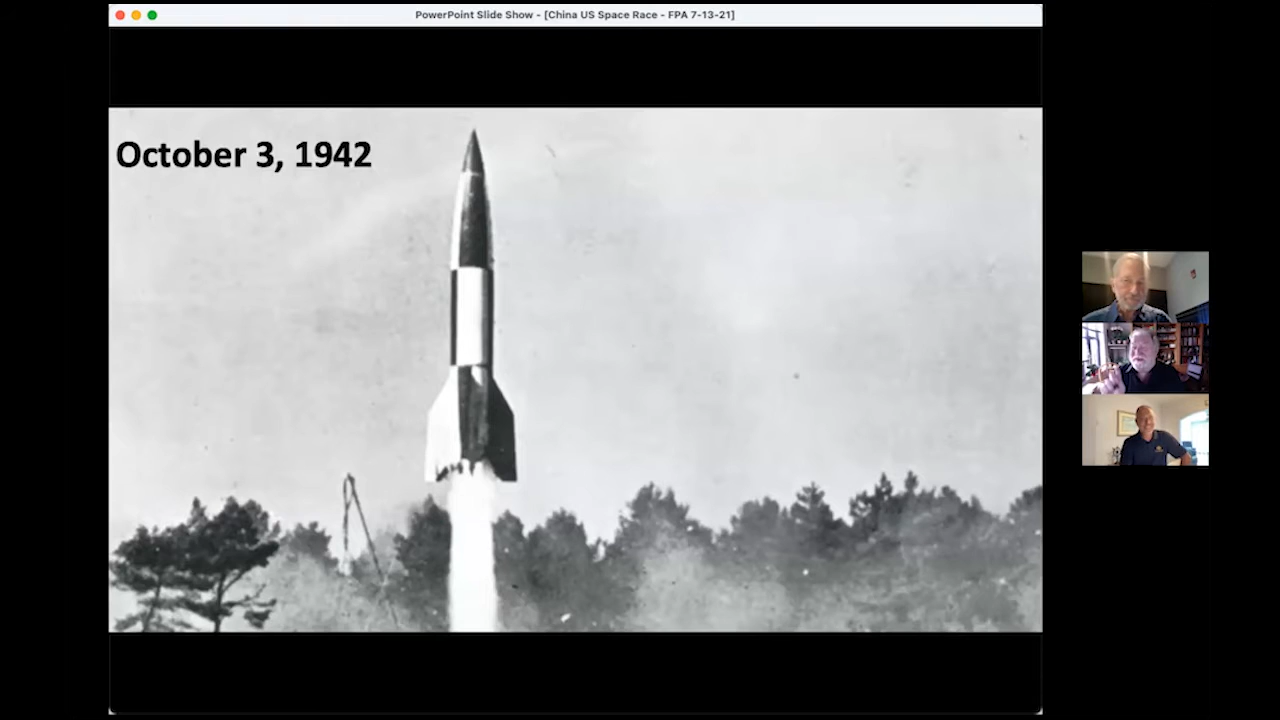 PowerPoint Slide Show - [China US Space Race - FPA 7-13-21]
October 3, 1942